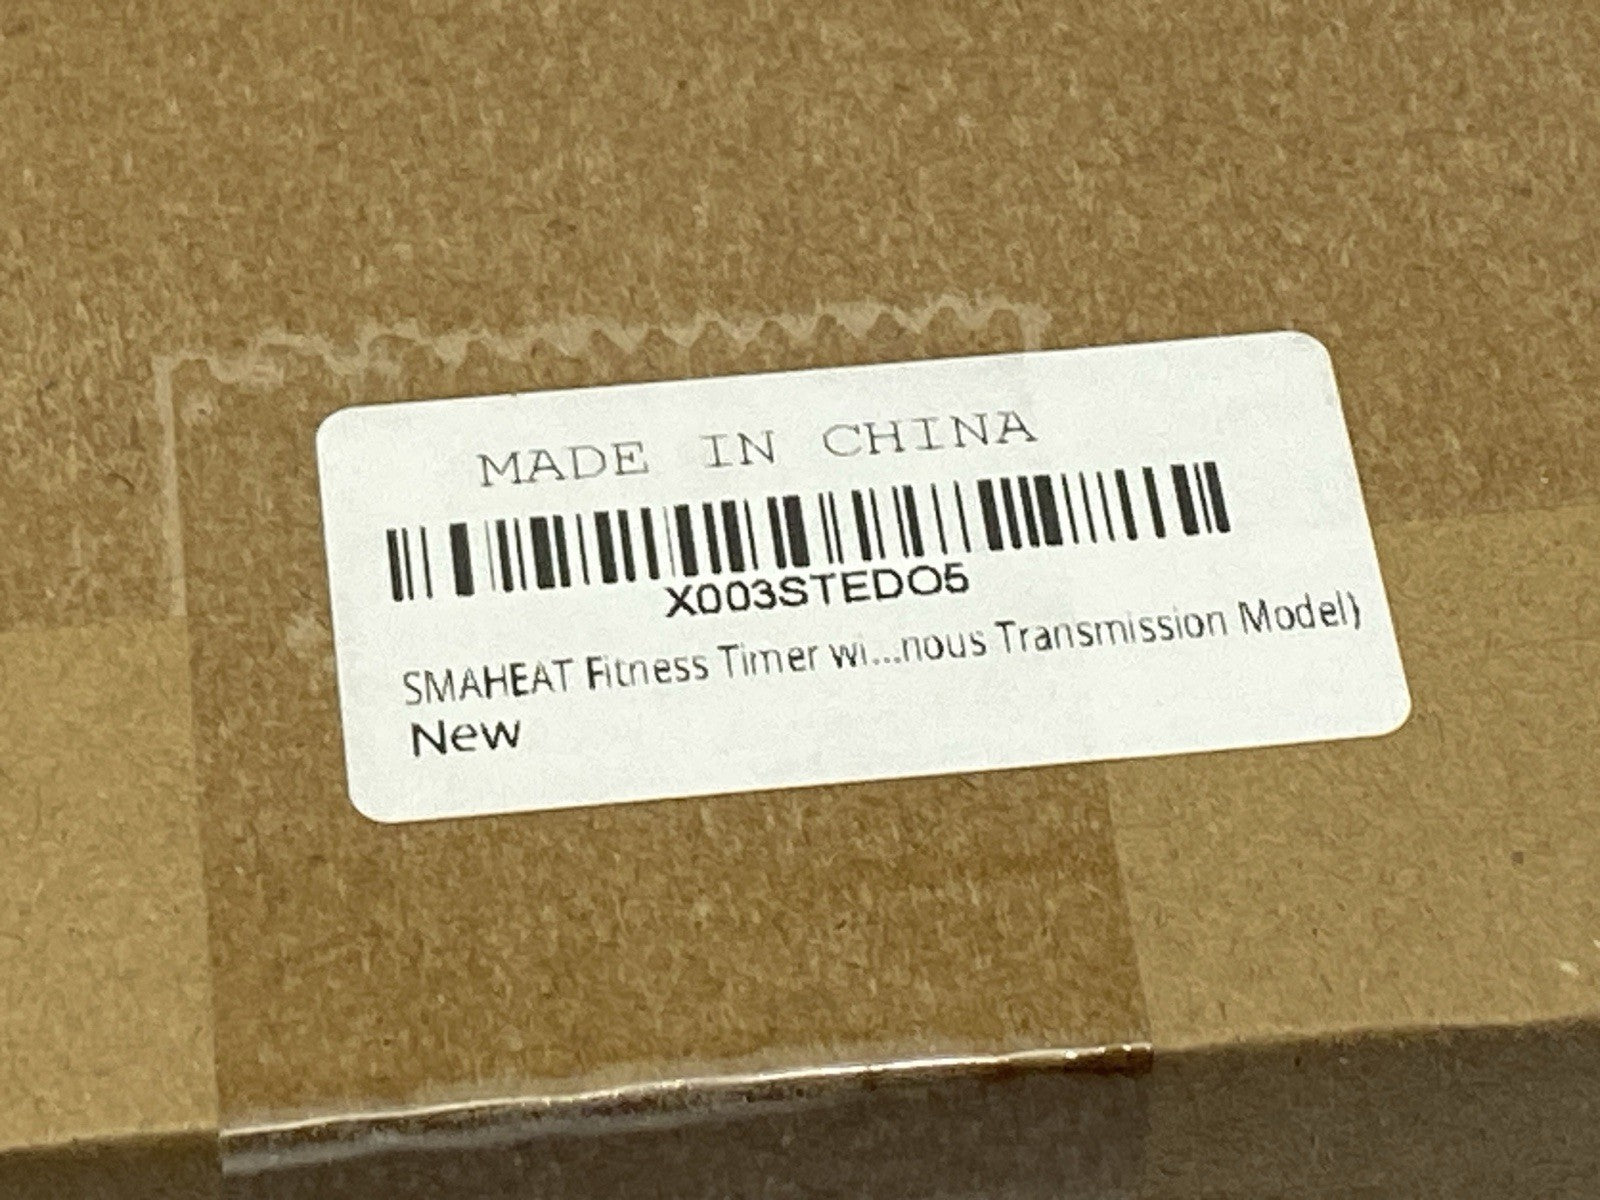 MADE IN CHINA
X003STEDO5
SMAHEAT Fitness Timer wi...nous Transmission Model)
New